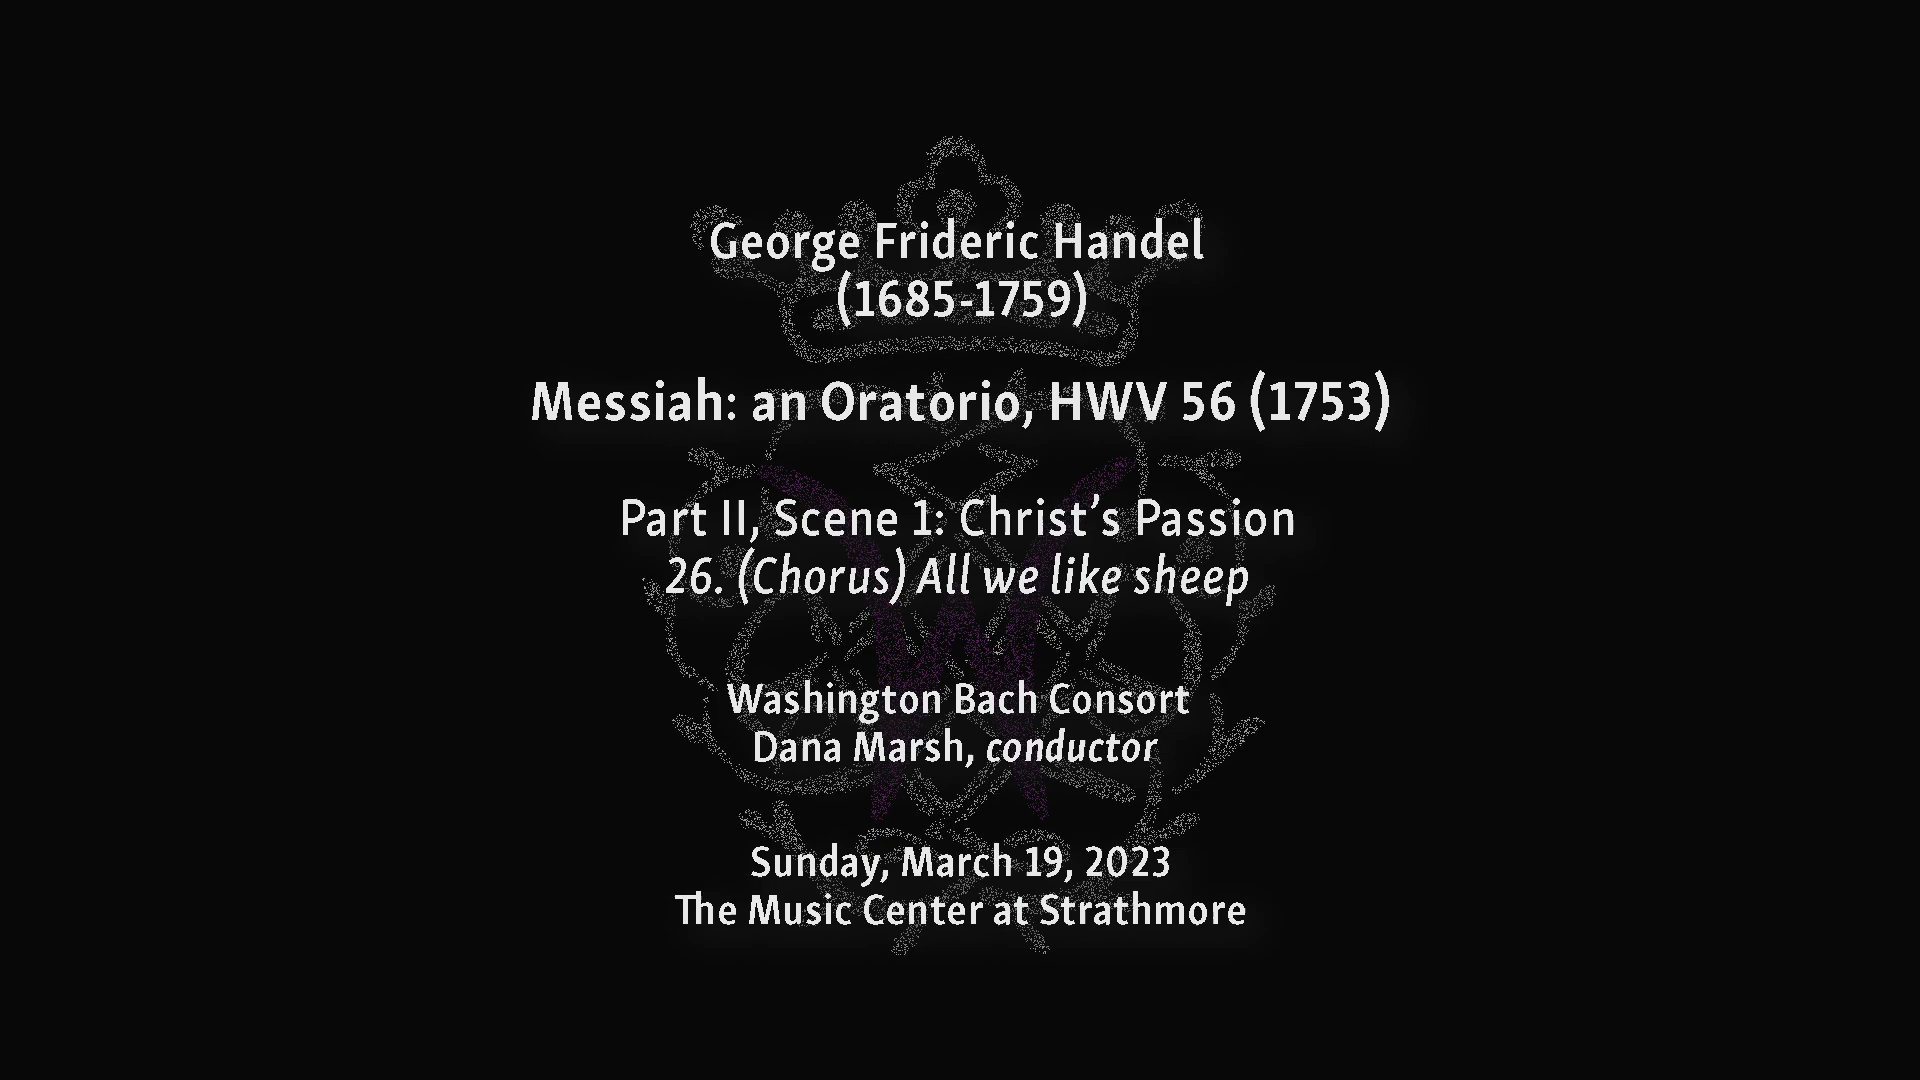 George Frideric Handel
(1685-1759)
Messiah: an Oratorio, HWV 56 (1753)
Part II, Scene 1: Christ’s Passion
26. (Chorus) All we like sheep
Washington Bach Consort
Dana Marsh, conductor
Sunday, March 19, 2023
The Music Center at Strathmore